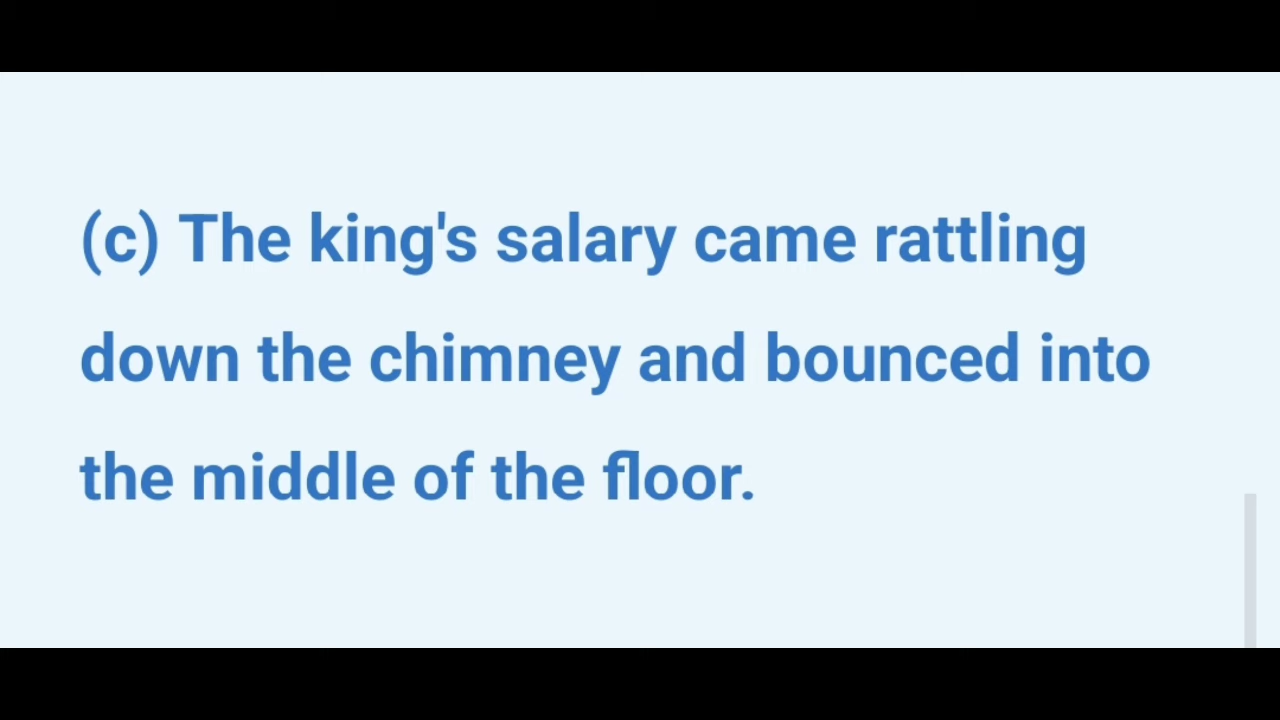 (c) The king's salary came rattling
down the chimney and bounced into
the middle of the floor.